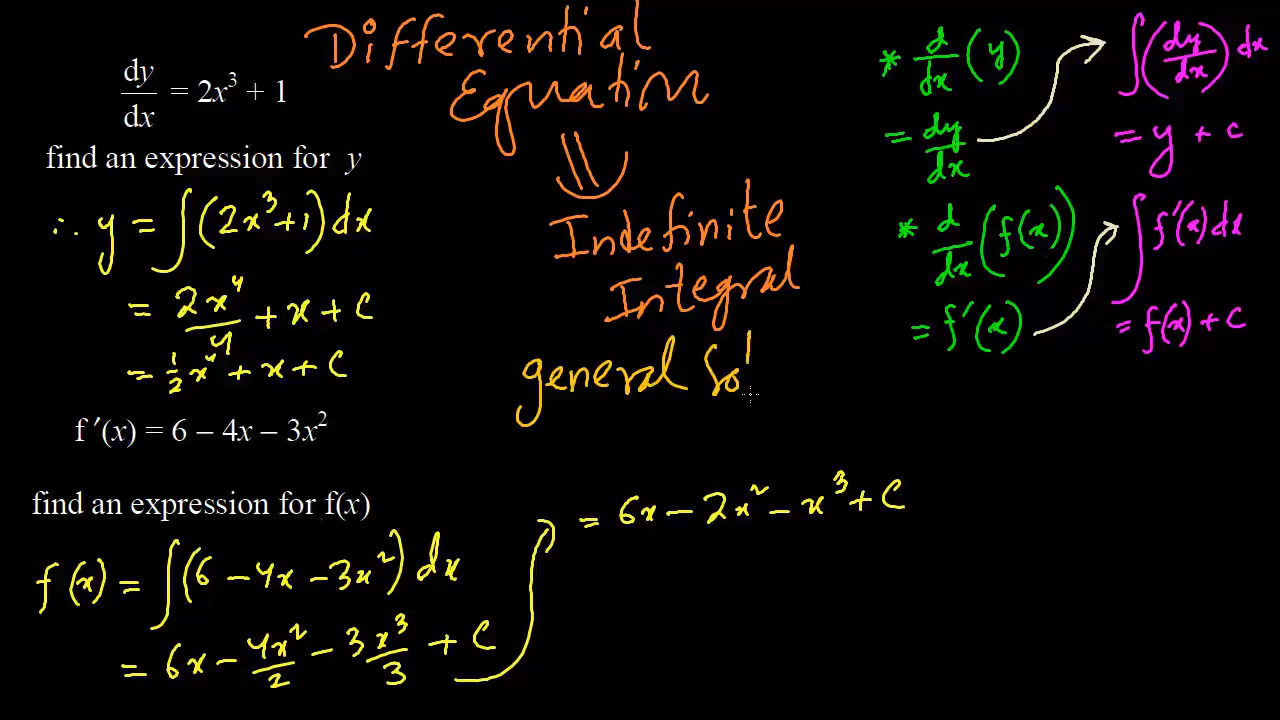 dy/dx = 2x³ + 1
find an expression for y
∴ y = ∫(2x³+1)dx
= 2x⁴/4 + x + C
= ½x⁴ + x + C
f ′(x) = 6 – 4x – 3x²
find an expression for f(x)
f(x) = ∫(6 – 4x – 3x²)dx
= 6x – 4x²/2 – 3x³/3 + C
= 6x – 2x² – x³ + C
Differential
Equation
⇓
Indefinite
Integral
general Sol
* d/dx (y)
= dy/dx
* d/dx (f(x))
= f′(x)
∫(dy/dx)dx
= y + c
∫f′(x)dx
= f(x) + C